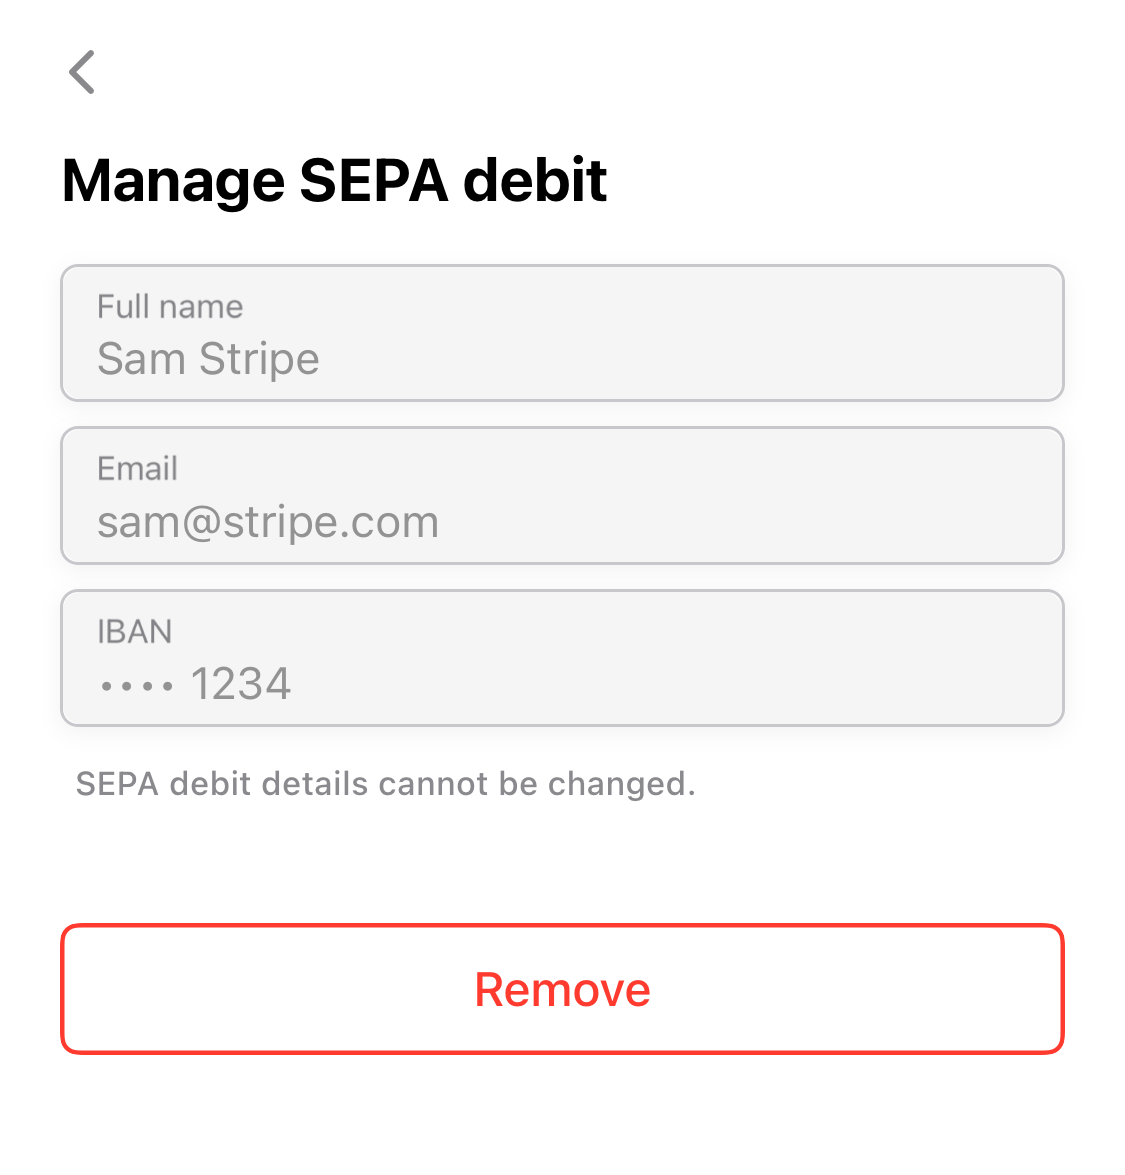 Manage SEPA debit
Full name
Sam Stripe
Email
sam@stripe.com
IBAN
•••• 1234
SEPA debit details cannot be changed.
Remove